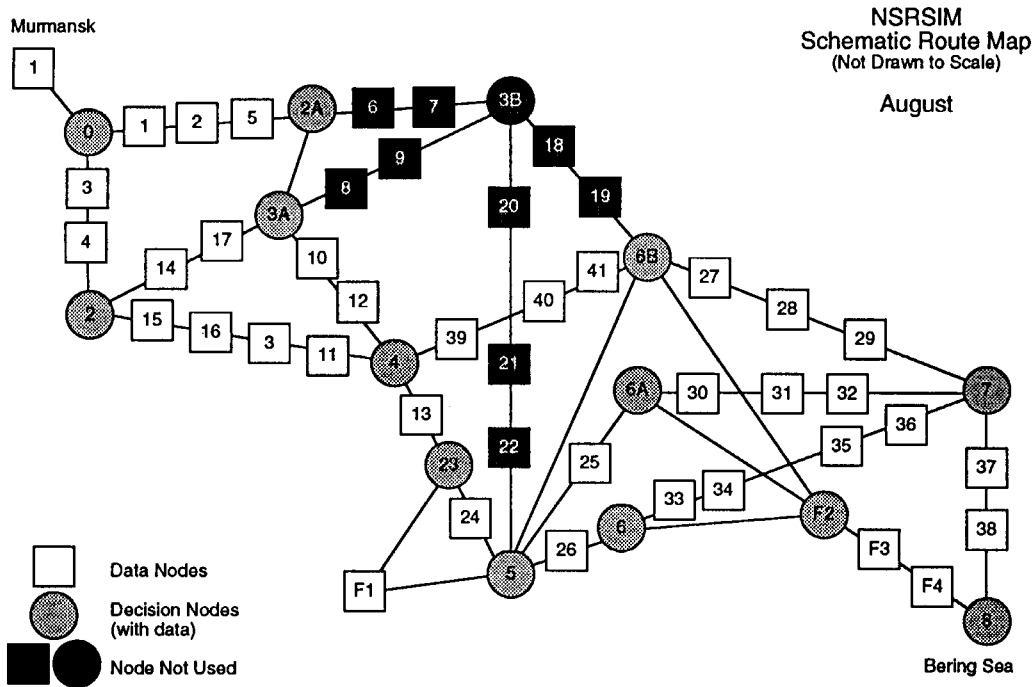 NSRSIM
Schematic Route Map
(Not Drawn to Scale)
August
Murmansk
1
0
1
2
5
2A
6
7
3B
18
19
3
8
9
20
4
3A
17
14
10
12
6B
27
28
29
41
40
39
2
15
16
3
11
4
21
6A
30
31
32
7
13
36
35
22
23
25
37
24
33
34
26
6
F2
38
F3
F4
F1
5
8
Bering Sea
Data Nodes
Decision Nodes
(with data)
Node Not Used